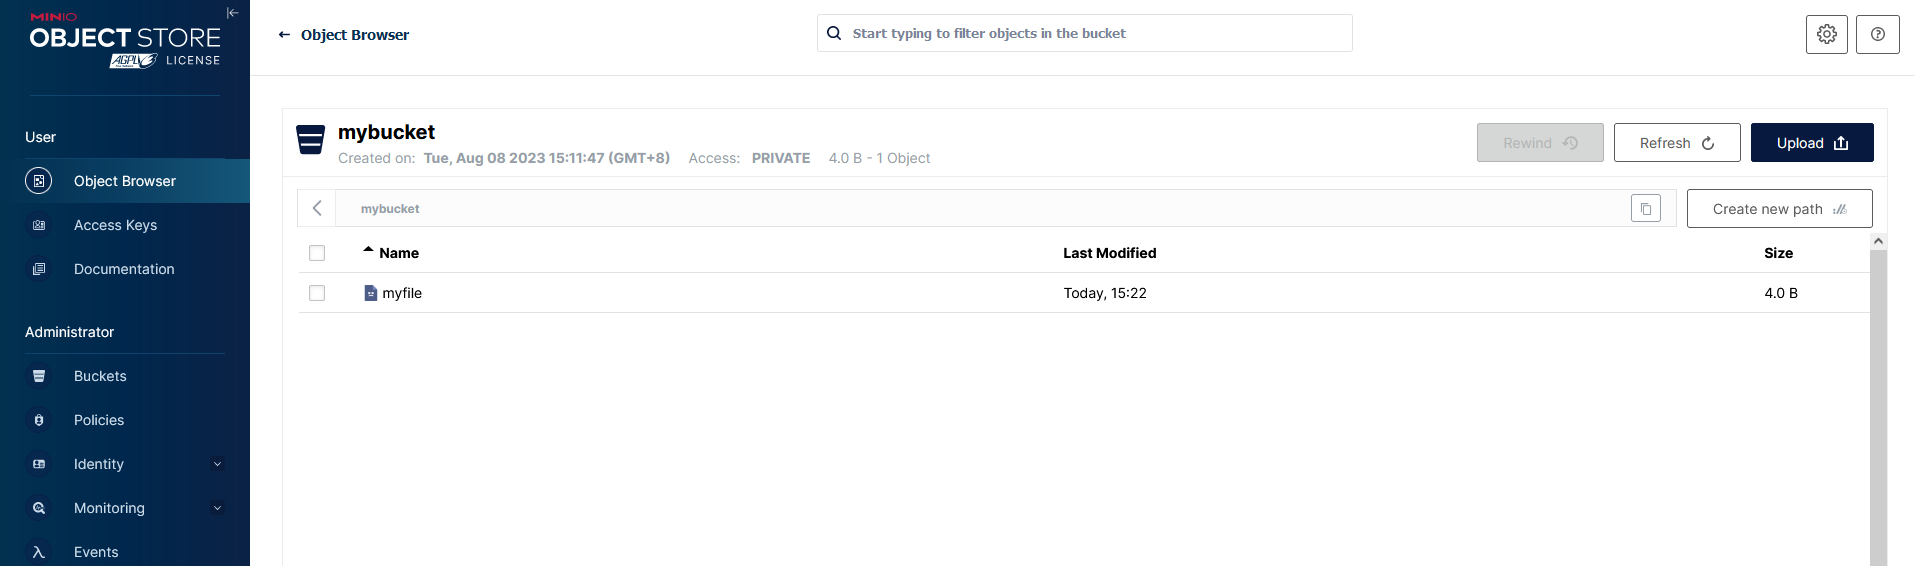 MINIO
OBJECT STORE
AGPLv3 LICENSE
User
Object Browser
Access Keys
Documentation
Administrator
Buckets
Policies
Identity
Monitoring
Events
← Object Browser
Start typing to filter objects in the bucket
mybucket
Created on: Tue, Aug 08 2023 15:11:47 (GMT+8) Access: PRIVATE 4.0 B - 1 Object
Rewind
Refresh
Upload
mybucket
Create new path
Name Last Modified Size
myfile Today, 15:22 4.0 B